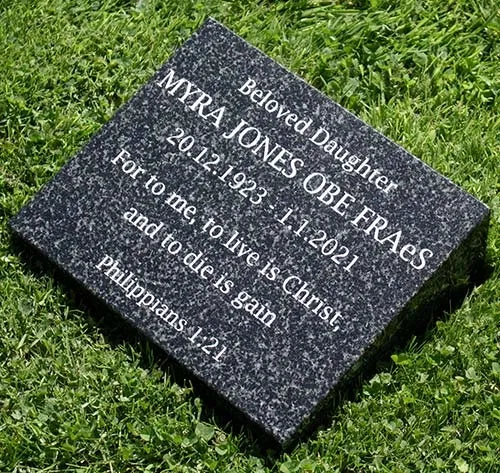 Beloved Daughter
MYRA JONES OBE FRAeS
20.12.1923 - 1.1.2021
For to me, to live is Christ,
and to die is gain
Philippians 1:21